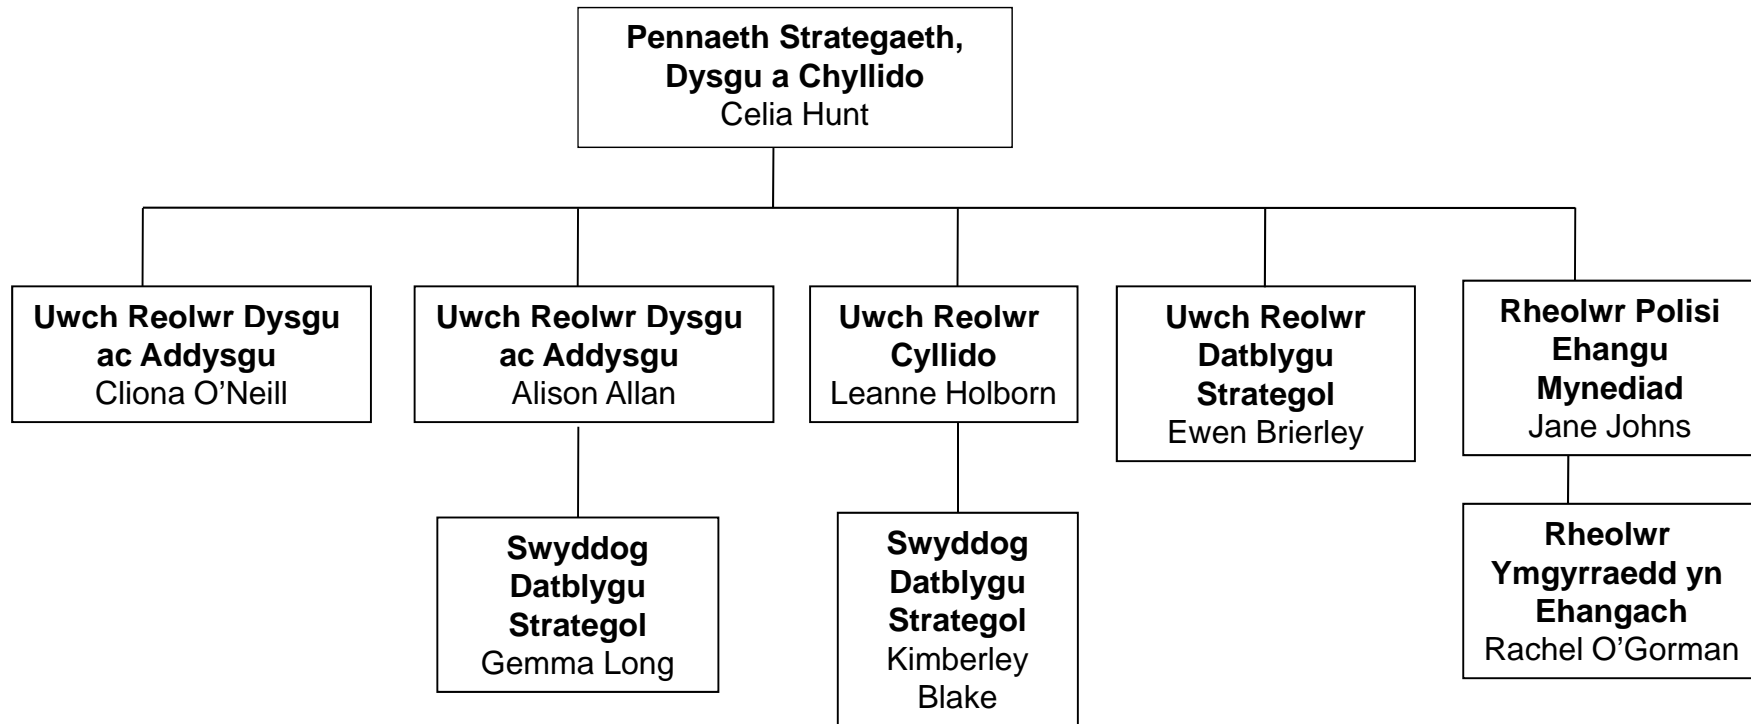 Pennaeth Strategaeth,
Dysgu a Chyllido
Celia Hunt
Uwch Reolwr Dysgu
ac Addysgu
Cliona O’Neill
Uwch Reolwr Dysgu
ac Addysgu
Alison Allan
Uwch Reolwr
Cyllido
Leanne Holborn
Uwch Reolwr
Datblygu
Strategol
Ewen Brierley
Rheolwr Polisi
Ehangu
Mynediad
Jane Johns
Swyddog
Datblygu
Strategol
Gemma Long
Swyddog
Datblygu
Strategol
Kimberley
Blake
Rheolwr
Ymgyrraedd yn
Ehangach
Rachel O’Gorman